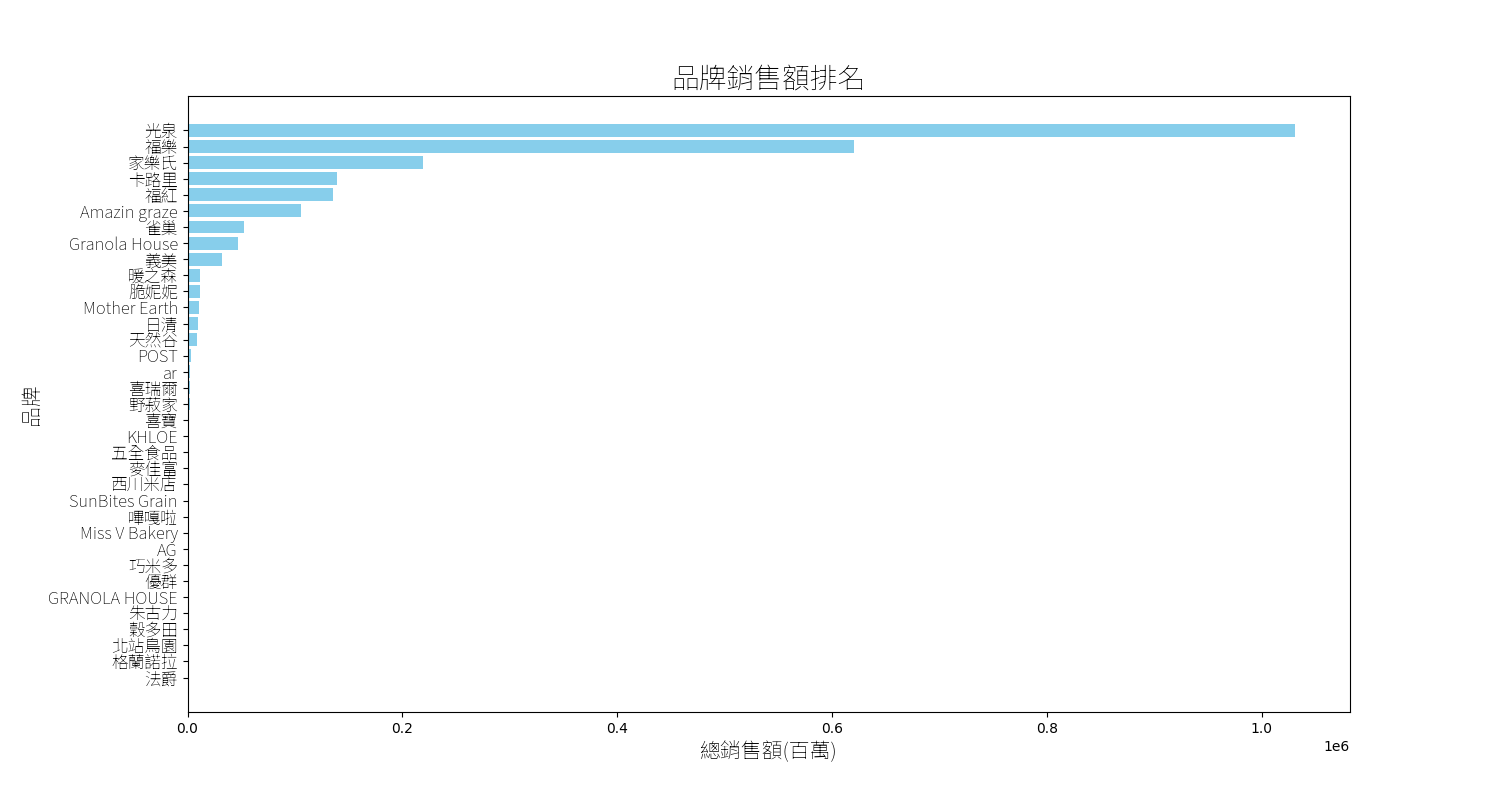 品牌銷售額排名
光泉
福樂
家樂氏
卡路里
福紅
Amazin graze
雀巢
Granola House
義美
暖之森
脆妮妮
Mother Earth
日清
天然谷
POST
ar
喜瑞爾
野菽家
喜寶
KHLOE
五全食品
麥佳富
西川米店
SunBites Grain
嗶嘎啦
Miss V Bakery
AG
巧米多
優群
GRANOLA HOUSE
朱古力
穀多田
北站鳥園
格蘭諾拉
法爵
品牌
0.0 0.2 0.4 0.6 0.8 1.0
1e6
總銷售額(百萬)